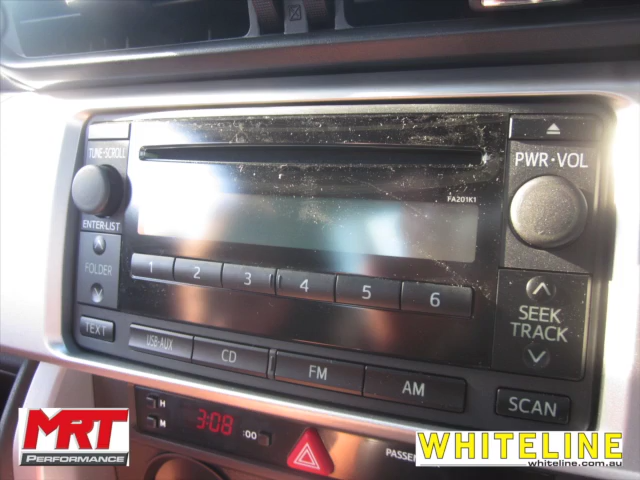 TUNE•SCROLL
PWR•VOL
FA201K1
ENTER•LIST
FOLDER
1 2 3 4 5 6
SEEK
TRACK
TEXT
USB•AUX
CD
FM
AM
SCAN
H
M
3:08
:00
PASSEN
MRT
PERFORMANCE
WHITELINE
whiteline.com.au